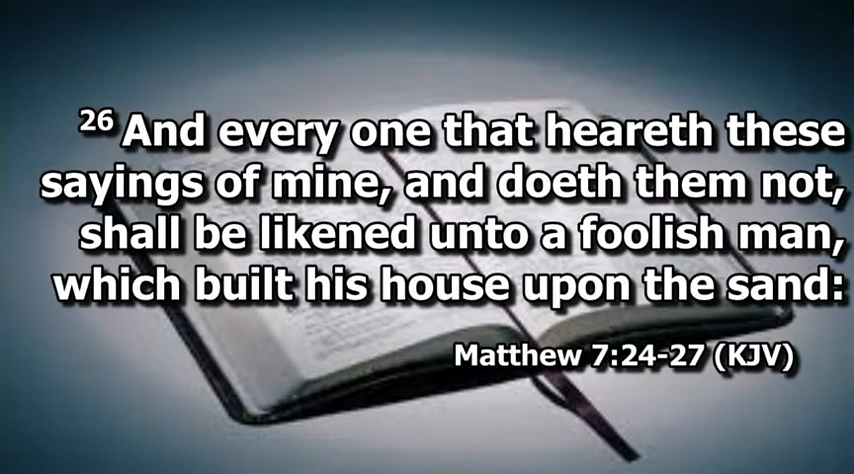 26 And every one that heareth these
sayings of mine, and doeth them not,
shall be likened unto a foolish man,
which built his house upon the sand:
Matthew 7:24-27 (KJV)